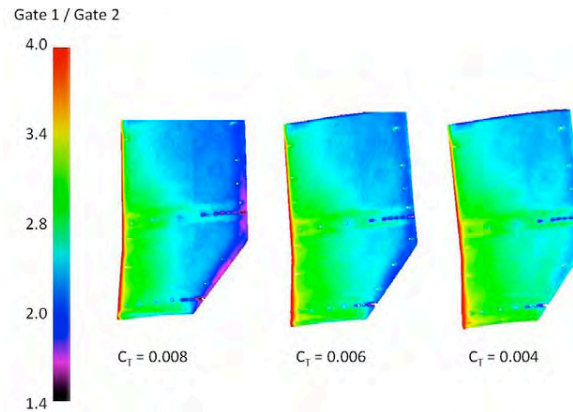 Gate 1 / Gate 2
4.0
3.4
2.8
2.0
1.4
C_T = 0.008
C_T = 0.006
C_T = 0.004